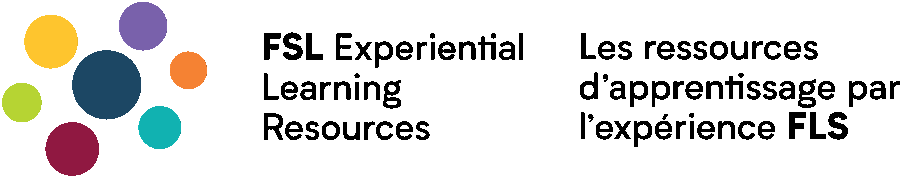 FSL Experiential
Learning
Resources
Les ressources
d'apprentissage par
l'expérience FLS